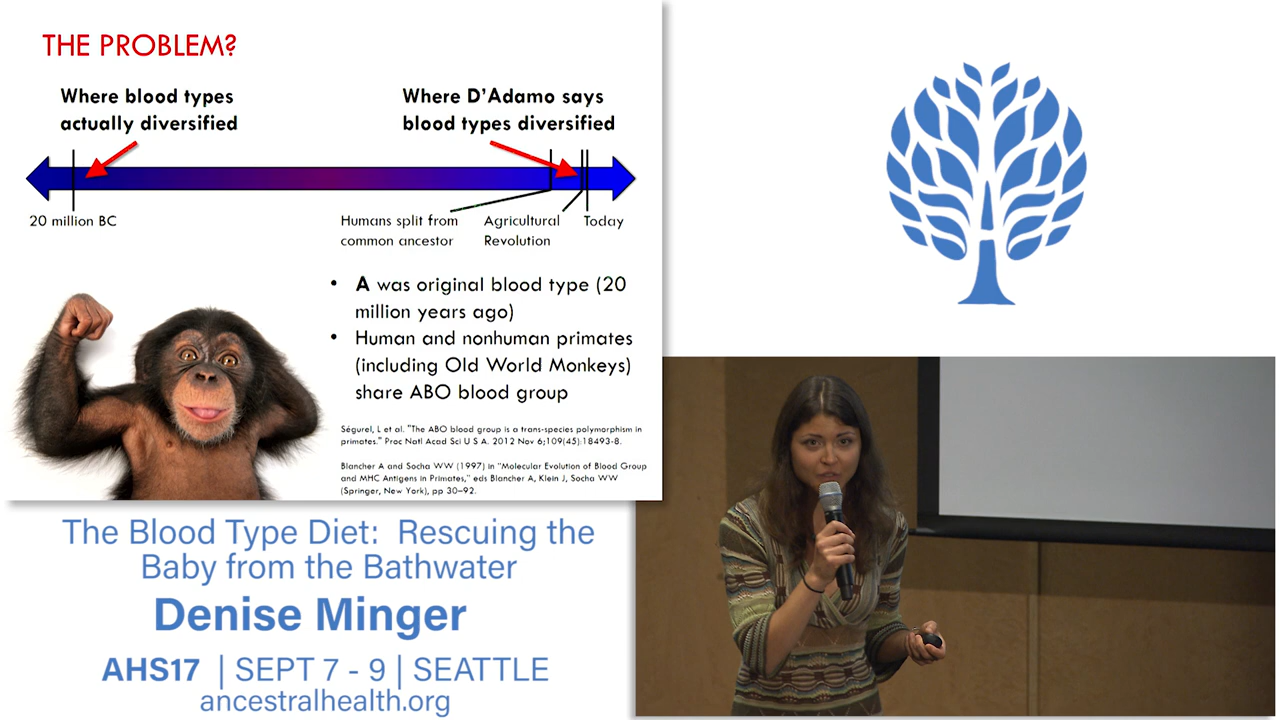 THE PROBLEM?
Where blood types
actually diversified
Where D'Adamo says
blood types diversified
20 million BC
Humans split from
common ancestor
Agricultural
Revolution
Today
• A was original blood type (20
million years ago)
• Human and nonhuman primates
(including Old World Monkeys)
share ABO blood group
Ségurel, L et al. "The ABO blood group is a trans-species polymorphism in
primates." Proc Natl Acad Sci U S A. 2012 Nov 6;109(45):18493-8.
Blancher A and Socha WW (1997) in "Molecular Evolution of Blood Group
and MHC Antigens in Primates," eds Blancher A, Klein J, Socha WW
(Springer, New York), pp 30–92.
The Blood Type Diet: Rescuing the
Baby from the Bathwater
Denise Minger
AHS17 | SEPT 7 - 9 | SEATTLE
ancestralhealth.org